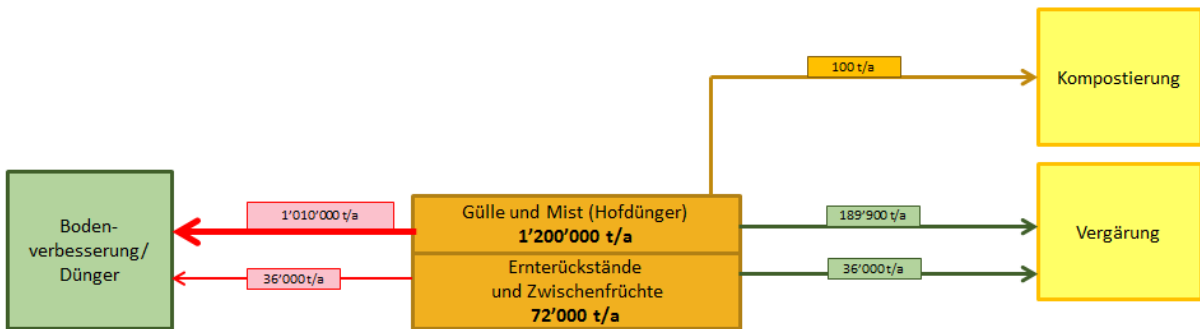 100 t/a
Kompostierung
Boden-
verbesserung/
Dünger
1’010’000 t/a
36’000 t/a
Gülle und Mist (Hofdünger)
1’200’000 t/a
Ernterückstände
und Zwischenfrüchte
72’000 t/a
189’900 t/a
36’000 t/a
Vergärung